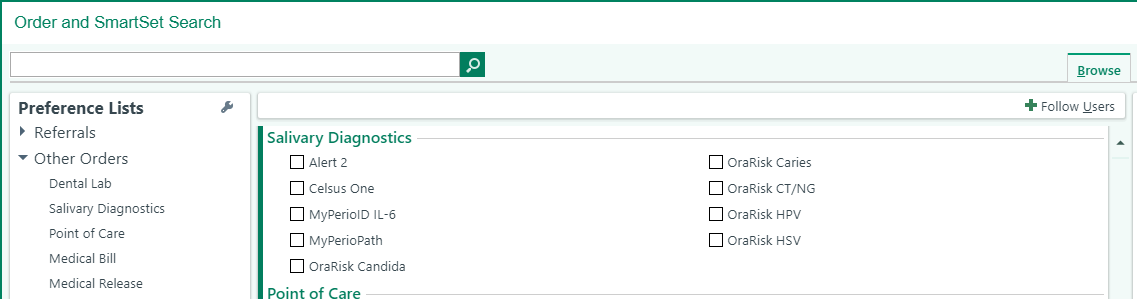 Order and SmartSet Search
Browse
Preference Lists
Follow Users
Referrals
Other Orders
Dental Lab
Salivary Diagnostics
Point of Care
Medical Bill
Medical Release
Salivary Diagnostics
Alert 2
OraRisk Caries
Celsus One
OraRisk CT/NG
MyPerioID IL-6
OraRisk HPV
MyPerioPath
OraRisk HSV
OraRisk Candida
Point of Care